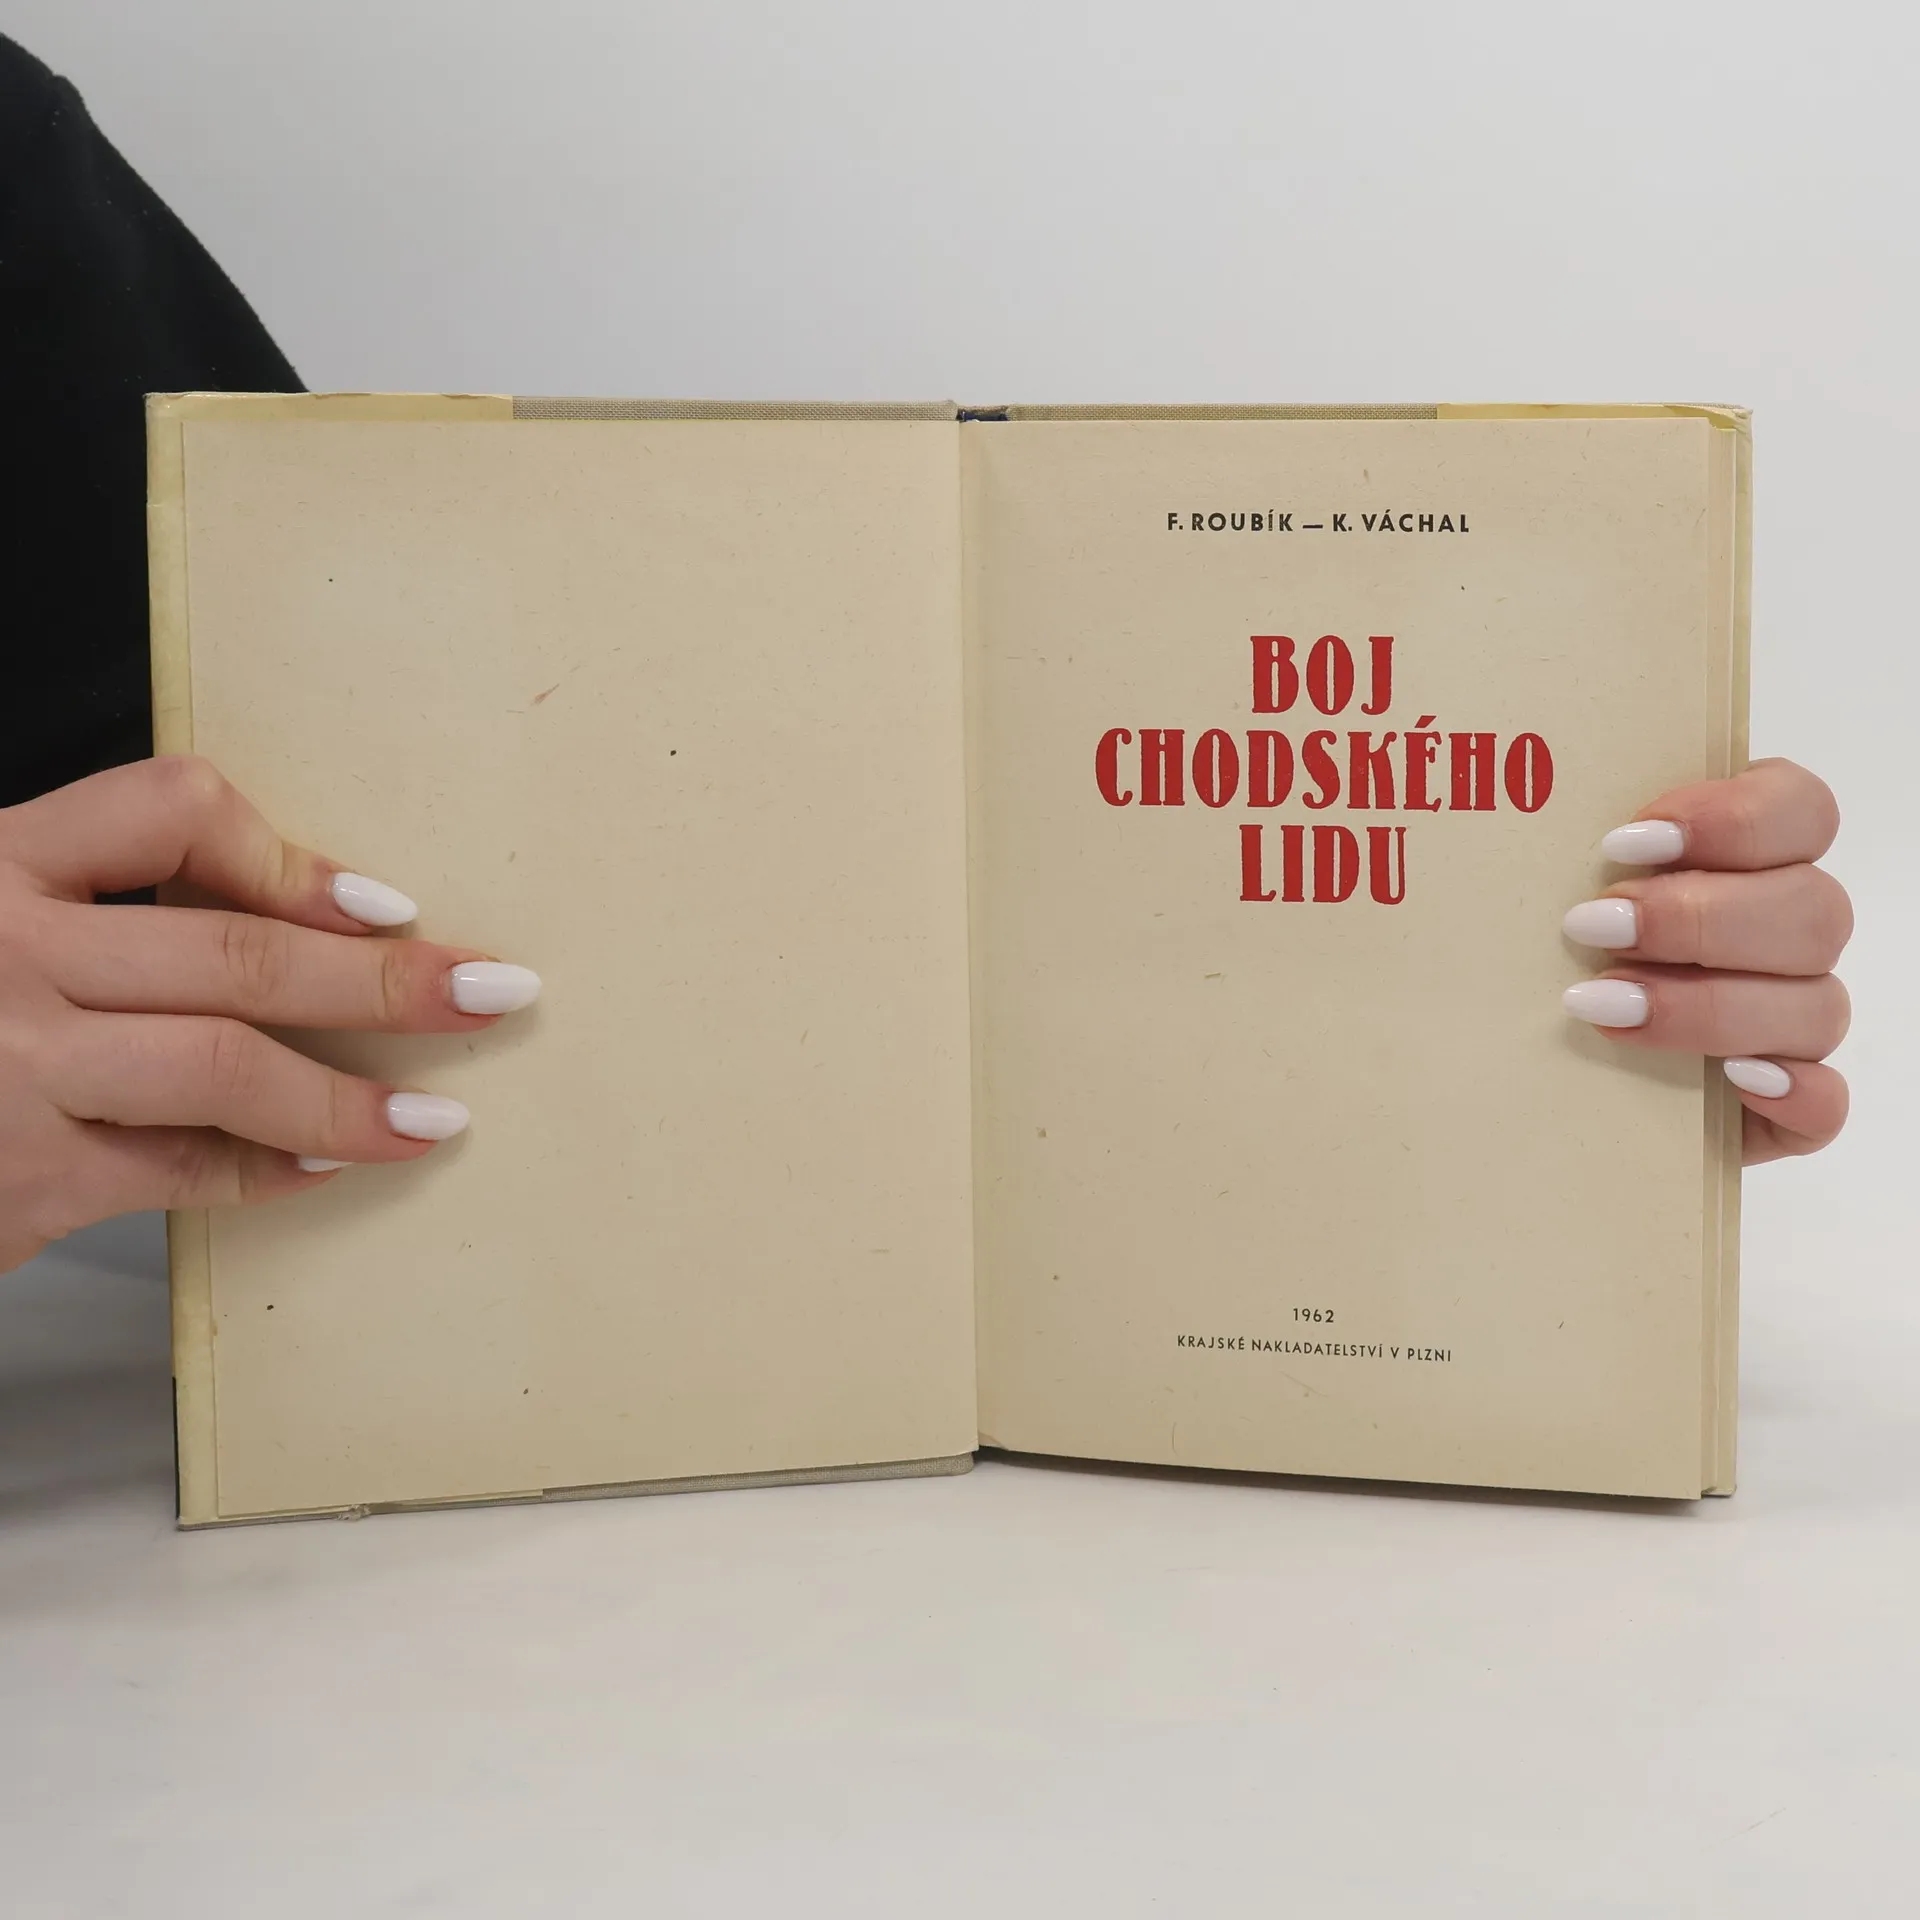 F. ROUBÍK — K. VÁCHAL
BOJ
CHODSKÉHO
LIDU
1962
KRAJSKÉ NAKLADATELSTVÍ V PLZNI